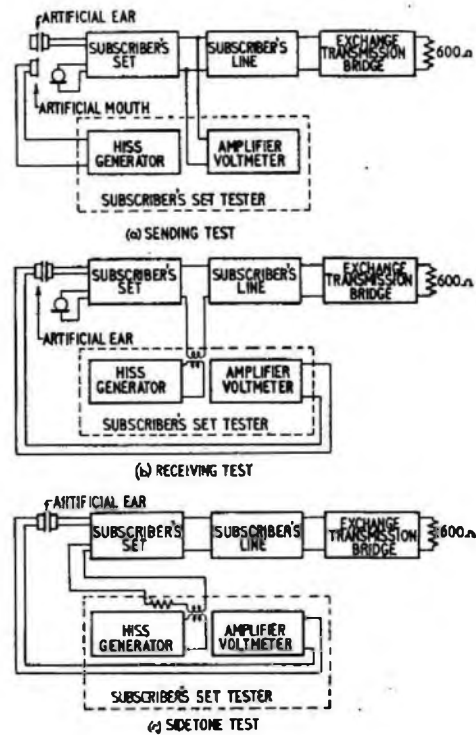 ARTIFICIAL EAR
SUBSCRIBER'S SET
SUBSCRIBER'S LINE
EXCHANGE TRANSMISSION BRIDGE
600Ω
ARTIFICIAL MOUTH
HISS GENERATOR
AMPLIFIER VOLTMETER
SUBSCRIBER'S SET TESTER
(a) SENDING TEST
SUBSCRIBER'S SET
SUBSCRIBER'S LINE
EXCHANGE TRANSMISSION BRIDGE
600Ω
ARTIFICIAL EAR
HISS GENERATOR
AMPLIFIER VOLTMETER
SUBSCRIBER'S SET TESTER
(b) RECEIVING TEST
ARTIFICIAL EAR
SUBSCRIBER'S SET
SUBSCRIBER'S LINE
EXCHANGE TRANSMISSION BRIDGE
600Ω
HISS GENERATOR
AMPLIFIER VOLTMETER
SUBSCRIBER'S SET TESTER
(c) SIDETONE TEST